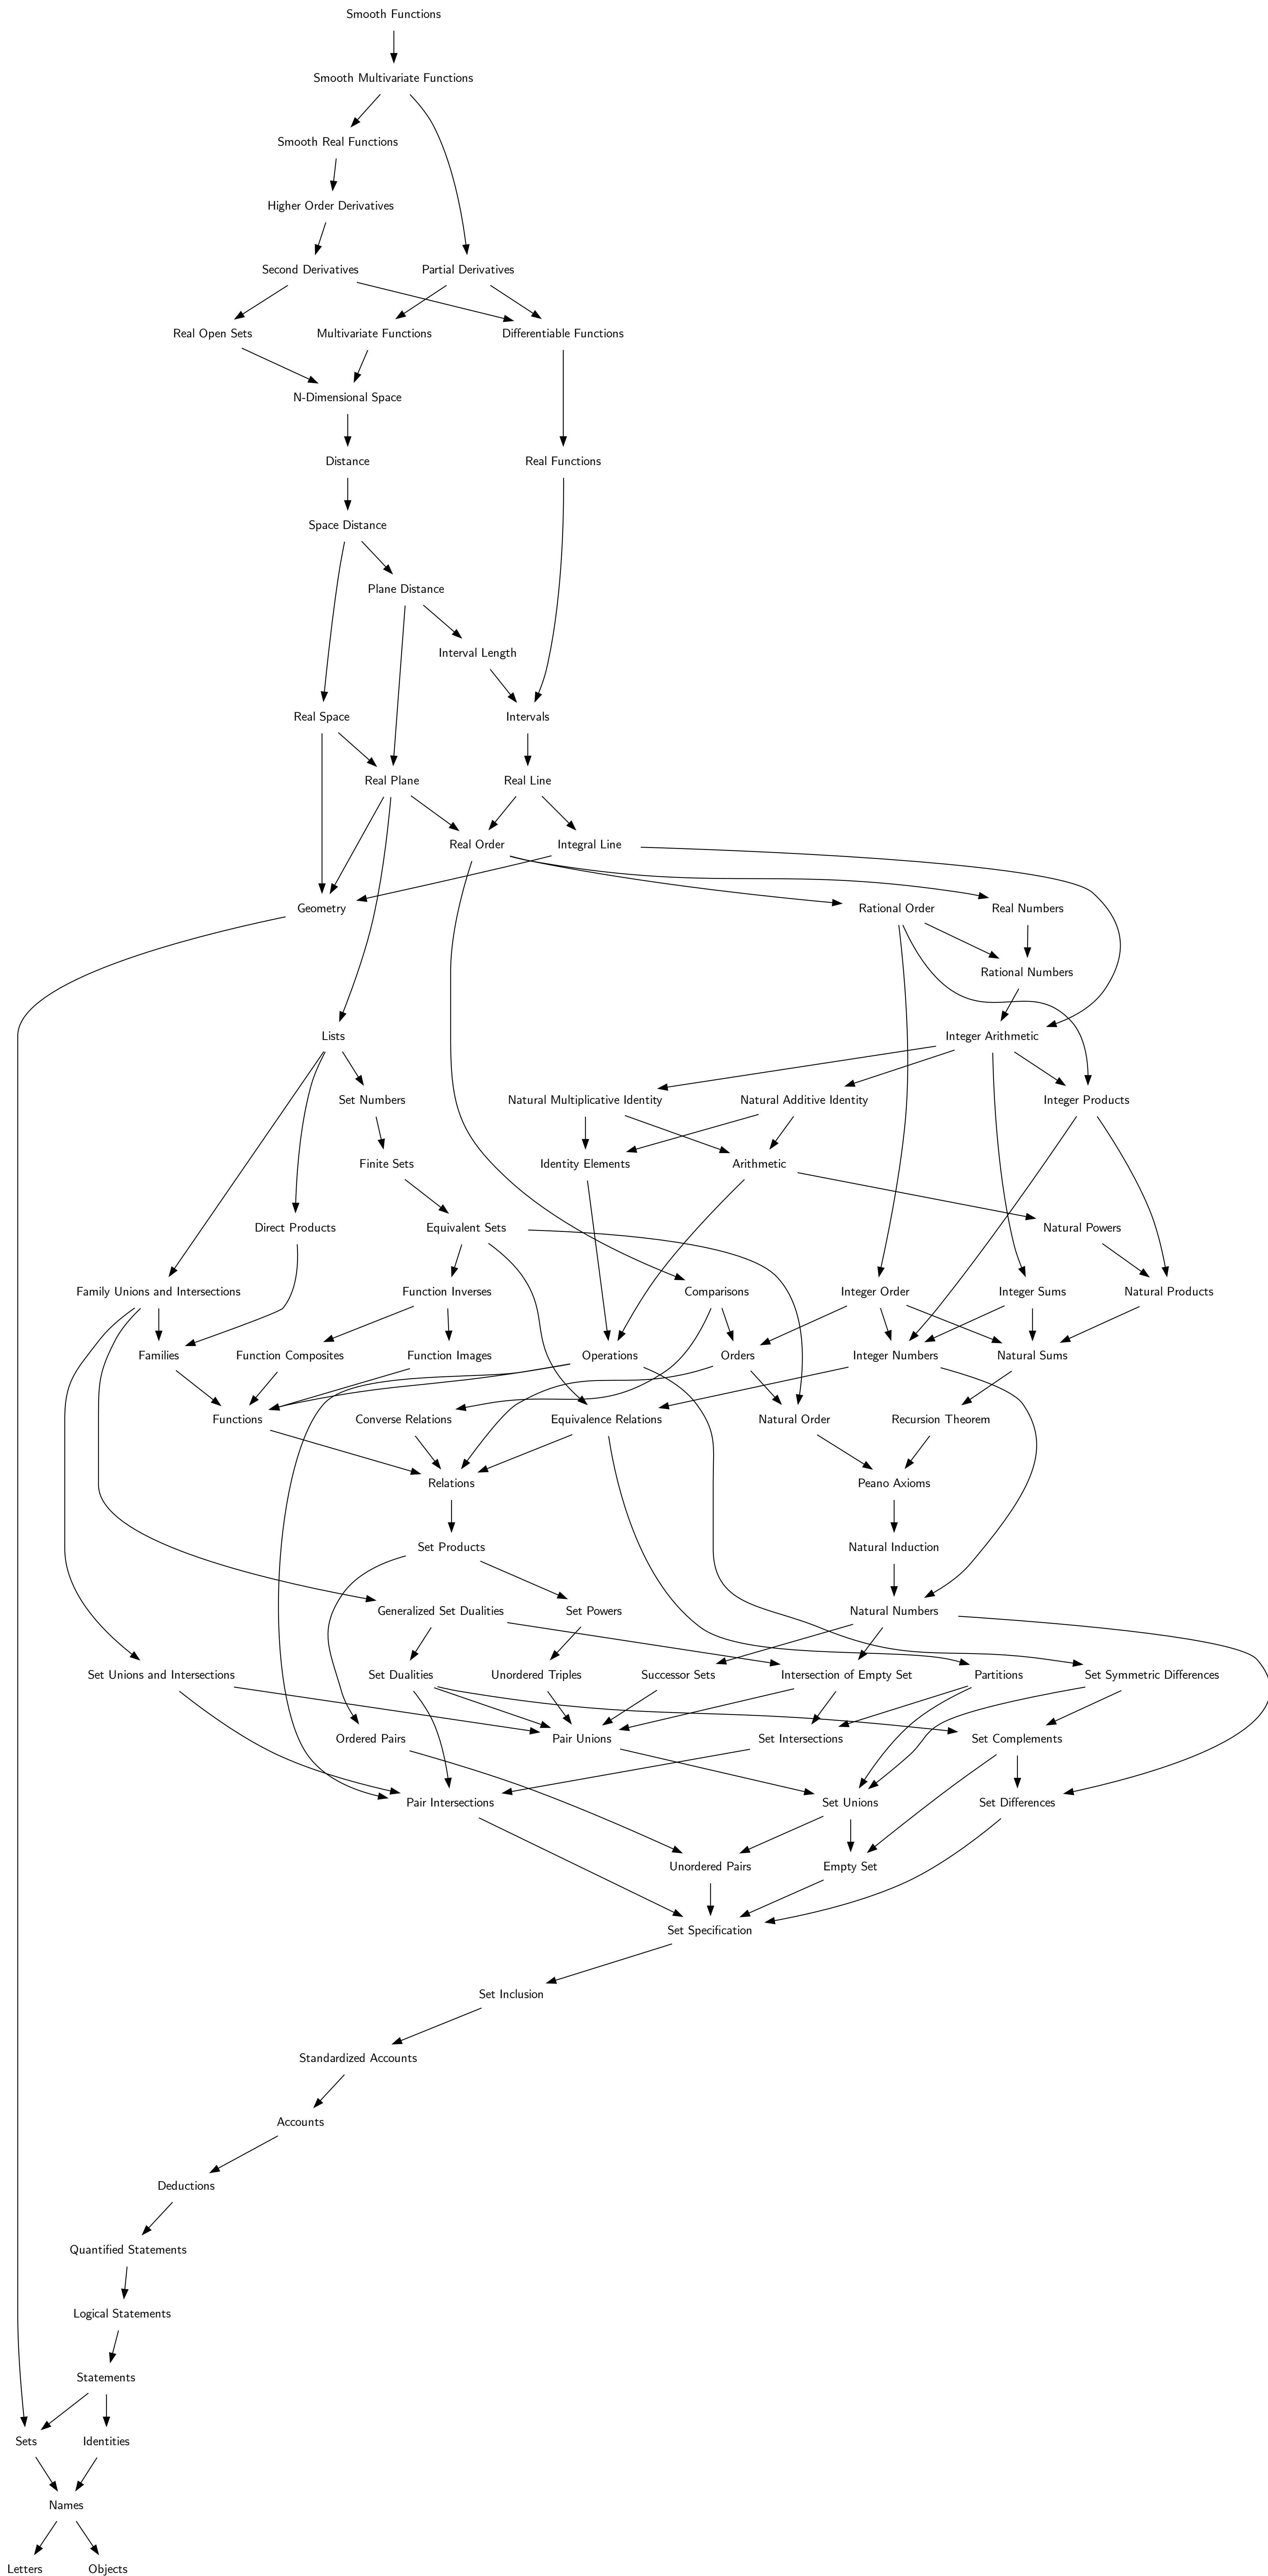 Smooth Functions
Smooth Multivariate Functions
Smooth Real Functions
Higher Order Derivatives
Second Derivatives
Partial Derivatives
Real Open Sets
Multivariate Functions
Differentiable Functions
N-Dimensional Space
Distance
Real Functions
Space Distance
Plane Distance
Interval Length
Real Space
Intervals
Real Plane
Real Line
Real Order
Integral Line
Geometry
Rational Order
Real Numbers
Rational Numbers
Lists
Integer Arithmetic
Set Numbers
Natural Multiplicative Identity
Natural Additive Identity
Integer Products
Finite Sets
Identity Elements
Arithmetic
Direct Products
Equivalent Sets
Natural Powers
Family Unions and Intersections
Function Inverses
Comparisons
Integer Order
Integer Sums
Natural Products
Families
Function Composites
Function Images
Operations
Orders
Integer Numbers
Natural Sums
Functions
Converse Relations
Equivalence Relations
Natural Order
Recursion Theorem
Relations
Peano Axioms
Set Products
Natural Induction
Generalized Set Dualities
Set Powers
Natural Numbers
Set Unions and Intersections
Set Dualities
Unordered Triples
Successor Sets
Intersection of Empty Set
Partitions
Set Symmetric Differences
Ordered Pairs
Pair Unions
Set Intersections
Set Complements
Pair Intersections
Set Unions
Set Differences
Unordered Pairs
Empty Set
Set Specification
Set Inclusion
Standardized Accounts
Accounts
Deductions
Quantified Statements
Logical Statements
Statements
Sets
Identities
Names
Letters
Objects